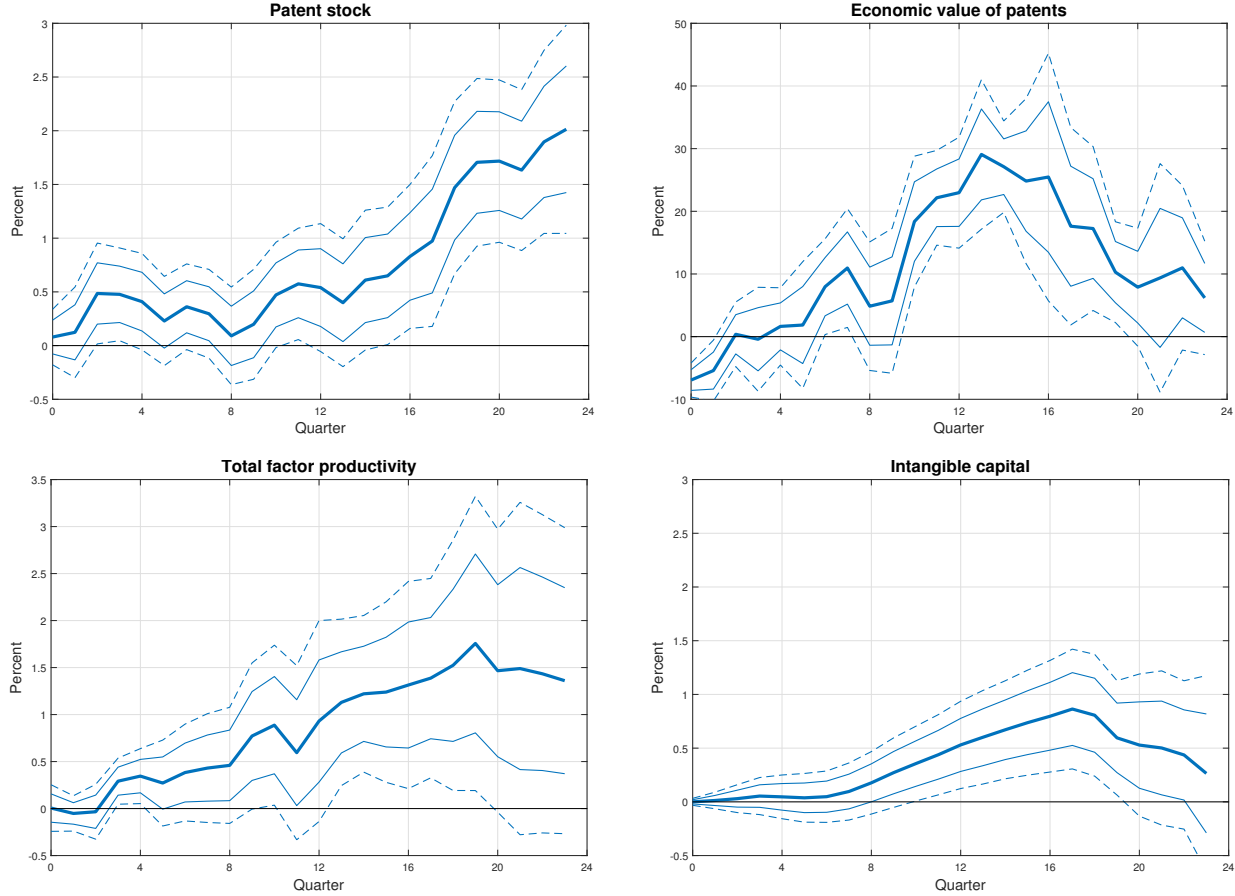 Patent stock
3
2.5
2
1.5
1
0.5
0
-0.5
Percent
0 4 8 12 16 20 24
Quarter
Economic value of patents
50
40
30
20
10
0
-10
Percent
0 4 8 12 16 20 24
Quarter
Total factor productivity
3.5
3
2.5
2
1.5
1
0.5
0
-0.5
Percent
0 4 8 12 16 20 24
Quarter
Intangible capital
3
2.5
2
1.5
1
0.5
0
-0.5
Percent
0 4 8 12 16 20 24
Quarter